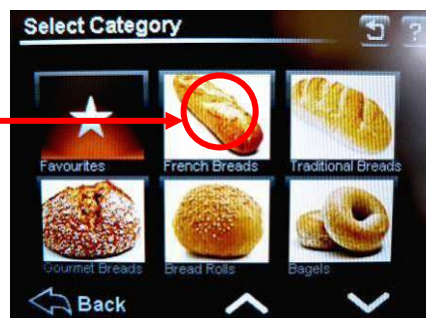 Select Category
?
Favourites French Breads Traditional Breads
Gourmet Breads Bread Rolls Bagels
Back